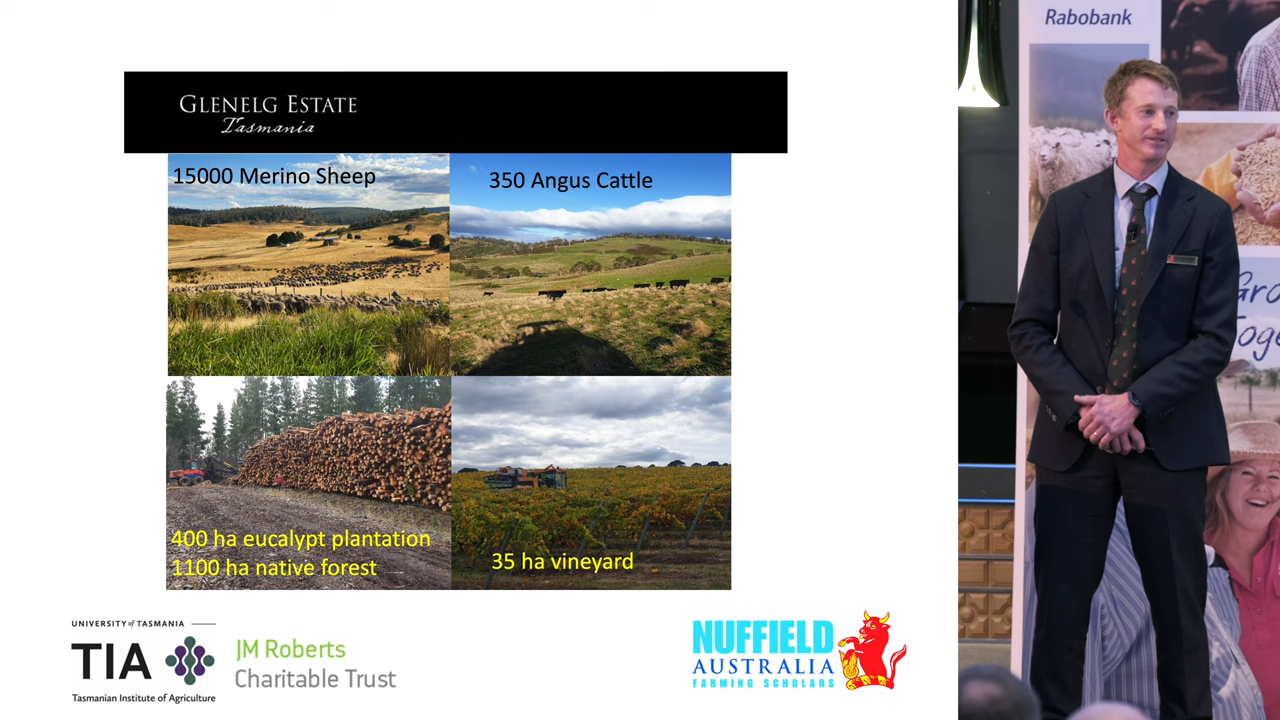 GLENELG ESTATE
Tasmania
15000 Merino Sheep
350 Angus Cattle
400 ha eucalypt plantation
1100 ha native forest
35 ha vineyard
UNIVERSITY of TASMANIA
TIA
Tasmanian Institute of Agriculture
JM Roberts
Charitable Trust
NUFFIELD
AUSTRALIA
FARMING SCHOLARS
Rabobank